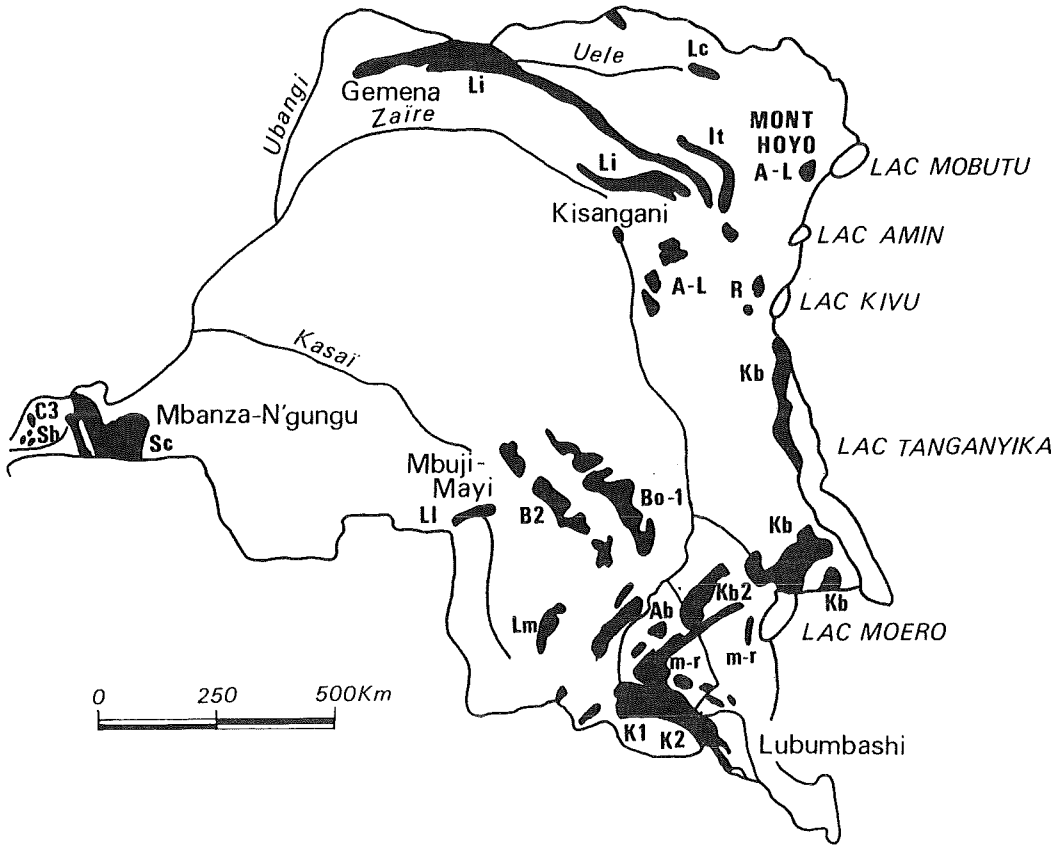 Uele
Lc
Gemena
Li
Zaïre
Ubangi
MONT
HOYO
A-L
It
Li
LAC MOBUTU
Kisangani
LAC AMIN
A-L
R
LAC KIVU
Kasaï
Kb
C3
Sb
Mbanza-N'gungu
Sc
LAC TANGANYIKA
Mbuji-
Mayi
Ll
B2
Bo-1
Kb
Kb2
Kb
Lm
Ab
LAC MOERO
m-r
m-r
0 250 500Km
K1
K2
Lubumbashi